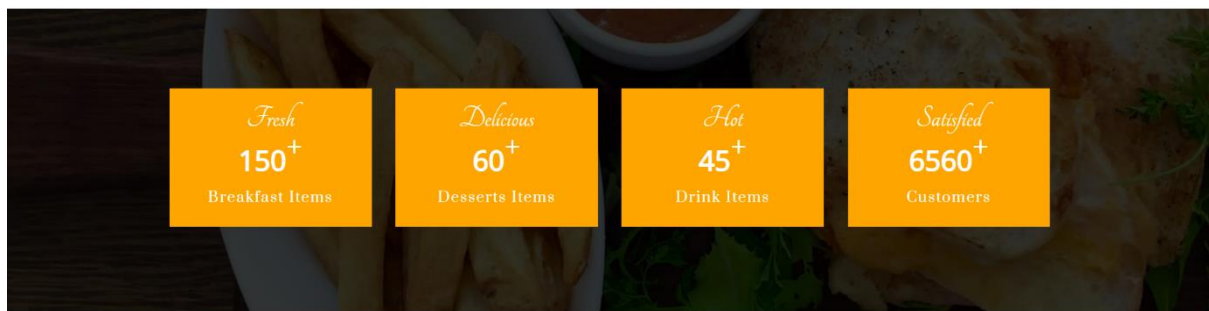 Fresh
150+
Breakfast Items
Delicious
60+
Desserts Items
Hot
45+
Drink Items
Satisfied
6560+
Customers